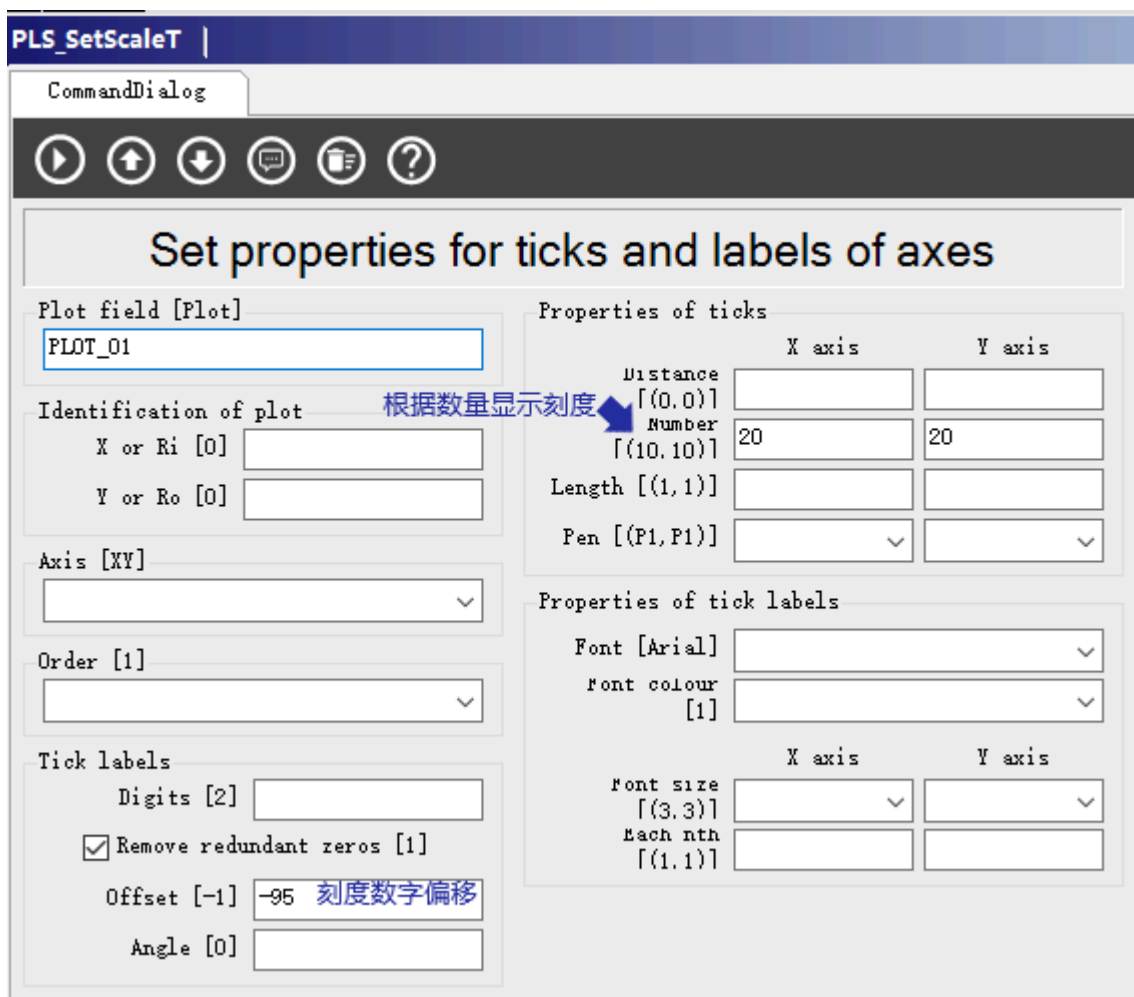 PLS_SetScaleT
CommandDialog
Set properties for ticks and labels of axes
Plot field [Plot]
PLOT_01
Identification of plot
X or Ri [0]
Y or Ro [0]
Axis [XY]
Order [1]
Tick labels
Digits [2]
Remove redundant zeros [1]
Offset [-1] -95 刻度数字偏移
Angle [0]
Properties of ticks
X axis Y axis
Distance
[(0,0)]
根据数量显示刻度
Number
[(10,10)] 20 20
Length [(1,1)]
Pen [(P1,P1)]
Properties of tick labels
Font [Arial]
Font colour
[1]
X axis Y axis
Font size
[(3,3)]
Each nth
[(1,1)]